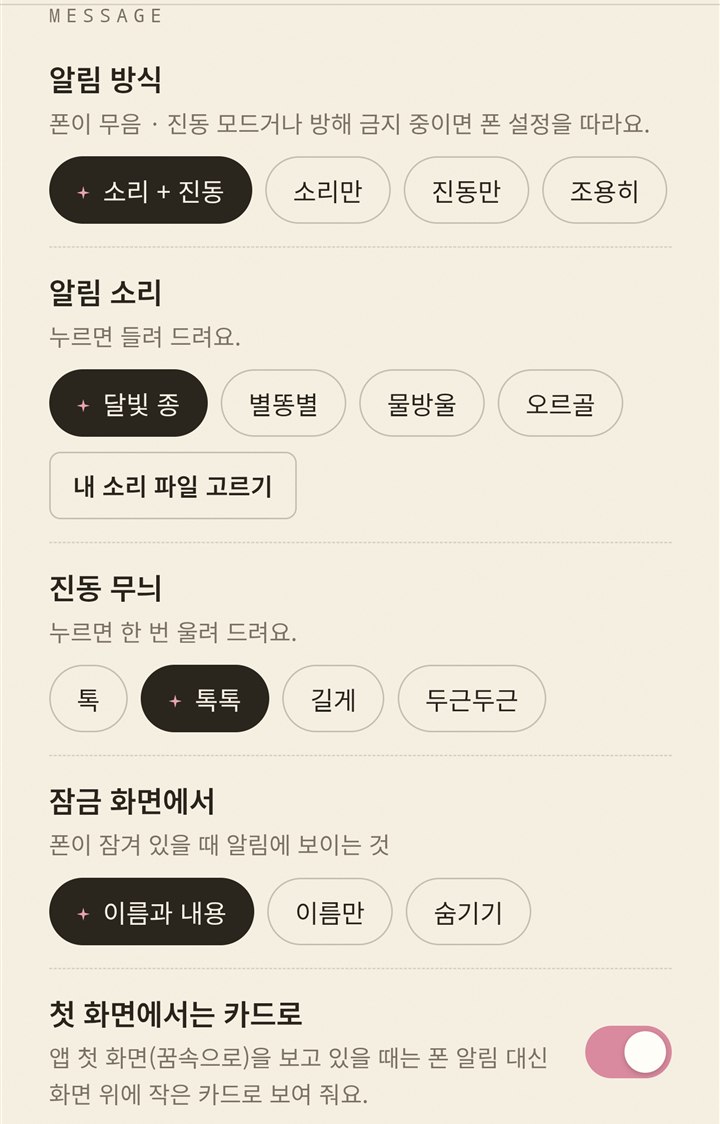 MESSAGE
알림 방식
폰이 무음 · 진동 모드거나 방해 금지 중이면 폰 설정을 따라요.
소리 + 진동 소리만 진동만 조용히
알림 소리
누르면 들려 드려요.
달빛 종 별똥별 물방울 오르골
내 소리 파일 고르기
진동 무늬
누르면 한 번 울려 드려요.
톡 톡톡 길게 두근두근
잠금 화면에서
폰이 잠겨 있을 때 알림에 보이는 것
이름과 내용 이름만 숨기기
첫 화면에서는 카드로
앱 첫 화면(꿈속으로)을 보고 있을 때는 폰 알림 대신
화면 위에 작은 카드로 보여 줘요.